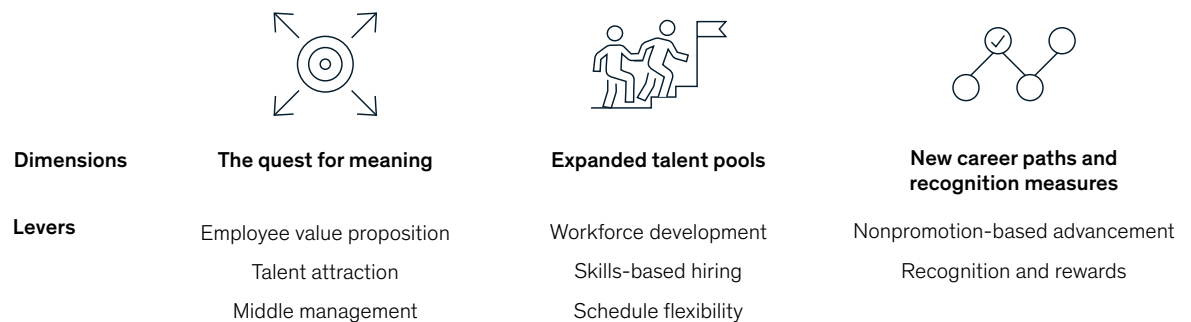 Dimensions
The quest for meaning
Expanded talent pools
New career paths and
recognition measures
Levers
Employee value proposition
Talent attraction
Middle management
Workforce development
Skills-based hiring
Schedule flexibility
Nonpromotion-based advancement
Recognition and rewards